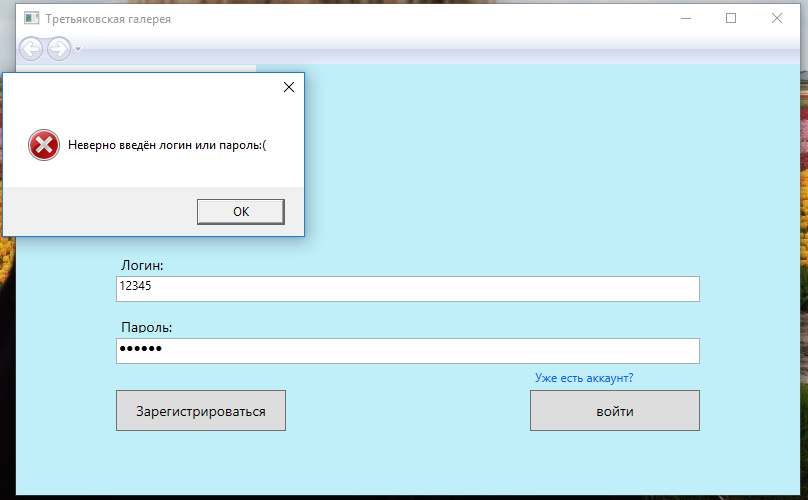 Третьяковская галерея
Неверно введён логин или пароль:(
OK
Логин:
12345
Пароль:
••••••
Уже есть аккаунт?
Зарегистрироваться
войти